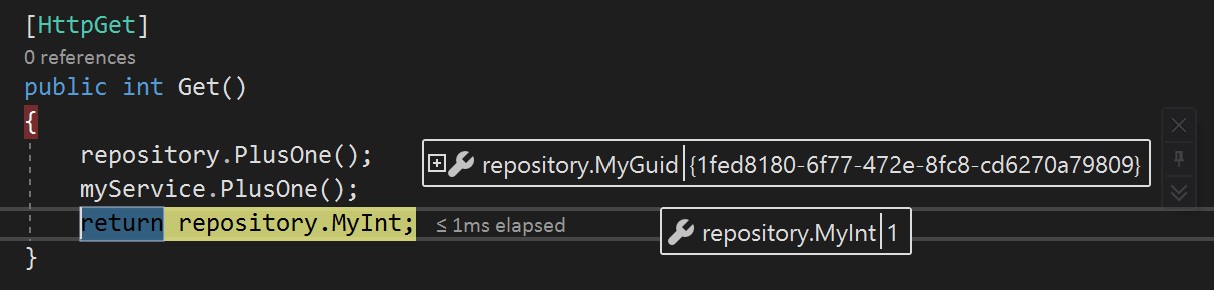 [HttpGet]
0 references
public int Get()
{
repository.PlusOne();
repository.MyGuid {1fed8180-6f77-472e-8fc8-cd6270a79809}
myService.PlusOne();
return repository.MyInt; ≤ 1ms elapsed
repository.MyInt 1
}